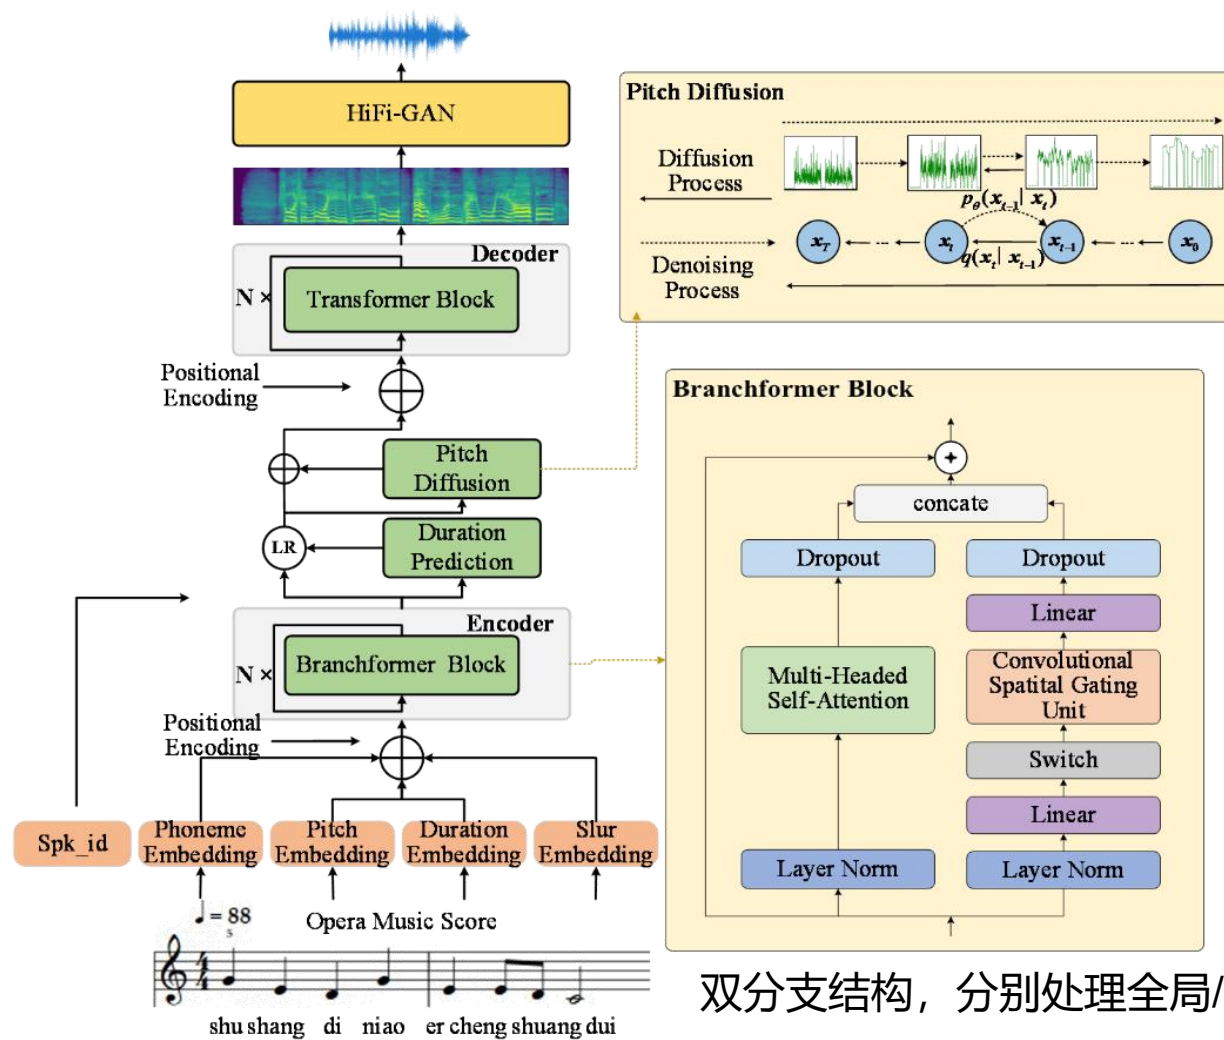 HiFi-GAN
Decoder
N ×
Transformer Block
Positional
Encoding
Pitch
Diffusion
LR
Duration
Prediction
Encoder
N ×
Branchformer Block
Positional
Encoding
Spk_id
Phoneme
Embedding
Pitch
Embedding
Duration
Embedding
Slur
Embedding
♩ = 88
s
Opera Music Score
4
4
shu shang di niao er cheng shuang dui
Pitch Diffusion
Diffusion
Process
pθ(xt-1| xt)
xT
...
xt
xt-1
...
x0
q(xt| xt-1)
Denoising
Process
Branchformer Block
concate
Dropout
Dropout
Linear
Multi-Headed
Self-Attention
Convolutional
Spatital Gating
Unit
Switch
Linear
Layer Norm
Layer Norm
双分支结构，分别处理全局/